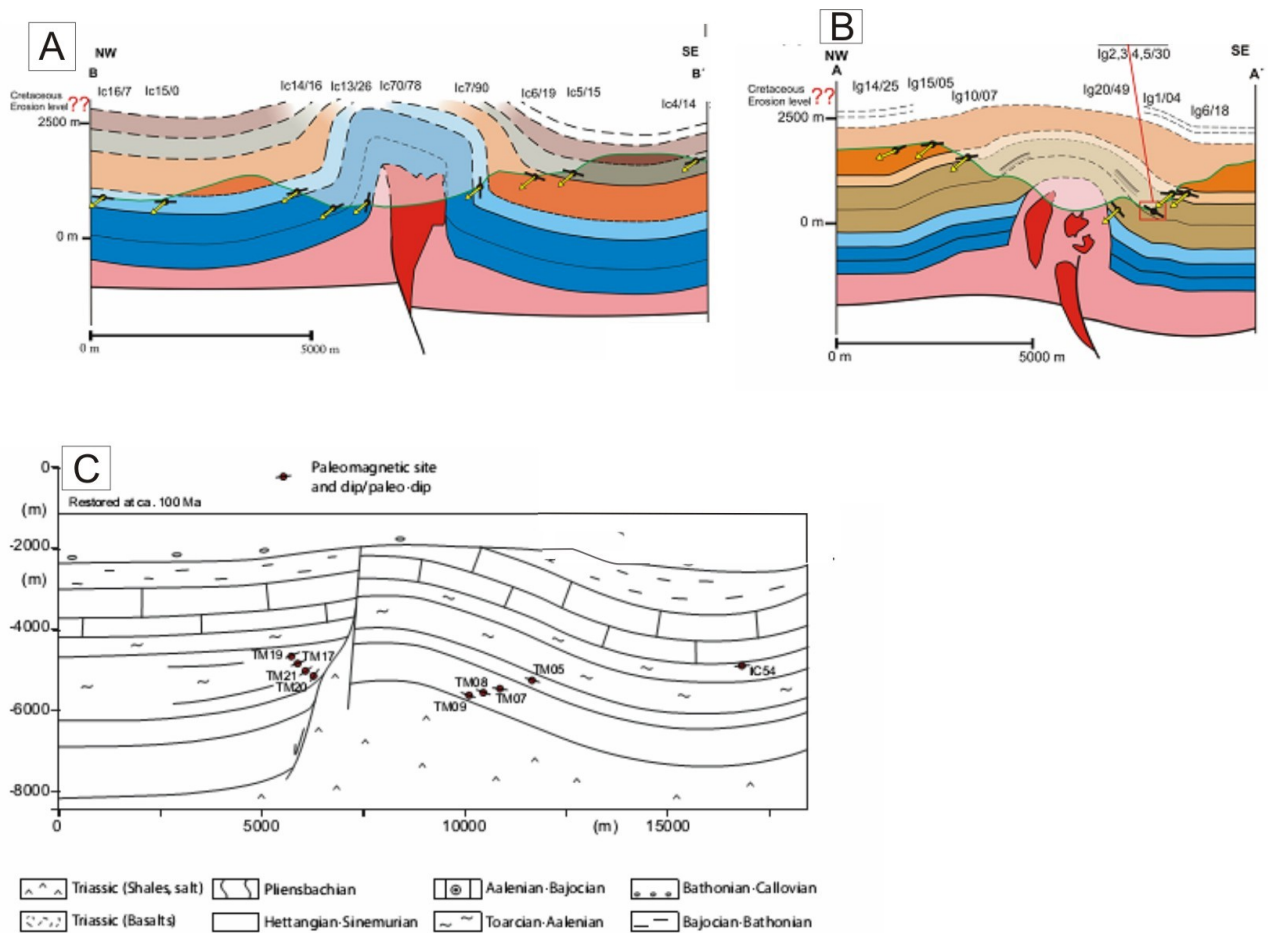 A
NW
B
SE
B´
Ic16/7 Ic15/0 Ic14/16 Ic13/26 Ic70/78 Ic7/90 Ic6/19 Ic5/15 Ic4/14
Cretaceous
Erosion level ??
2500 m
0 m
0 m 5000 m
B
NW
A
SE
A´
Ig2,3,4,5/30
Ig14/25 Ig15/05 Ig10/07 Ig20/49 Ig1/04 Ig6/18
Cretaceous
Erosion level ??
2500 m
0 m
0 m 5000 m
C
Paleomagnetic site
and dip/paleo-dip
Restored at ca. 100 Ma
0
(m)
-2000
(m)
-4000
-6000
-8000
TM19 TM17
TM21
TM20
TM05
TM08
TM07
TM09
IC54
0 5000 10000 (m) 15000
Triassic (Shales, salt) Pliensbachian Aalenian-Bajocian Bathonian-Callovian
Triassic (Basalts) Hettangian-Sinemurian Toarcian-Aalenian Bajocian-Bathonian